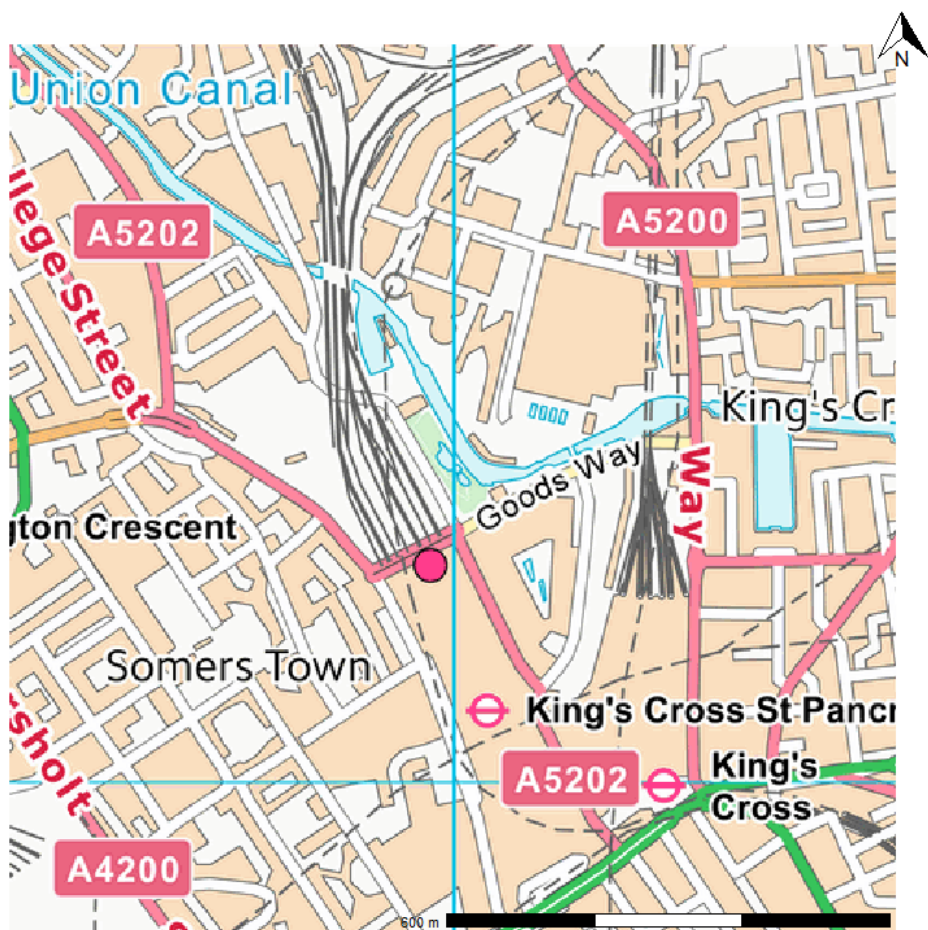 N
Union Canal
A5202
A5200
llege Street
King's Cr
Way
Goods Way
gton Crescent
Somers Town
King's Cross St Pancr
A5202
King's
Cross
rsholt
A4200
600 m